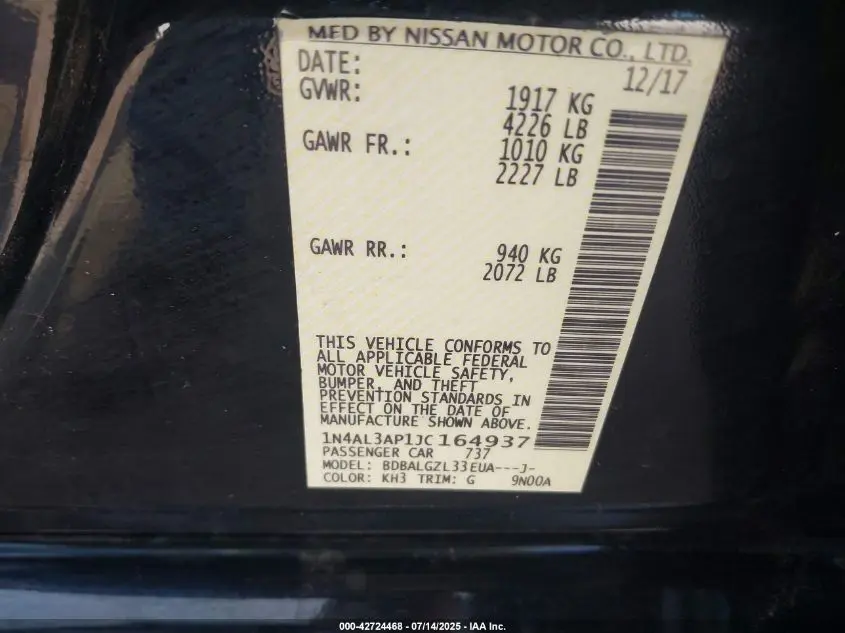 MFD BY NISSAN MOTOR CO., LTD.
DATE: 12/17
GVWR: 1917 KG
4226 LB
GAWR FR.: 1010 KG
2227 LB
GAWR RR.: 940 KG
2072 LB
THIS VEHICLE CONFORMS TO
ALL APPLICABLE FEDERAL
MOTOR VEHICLE SAFETY,
BUMPER, AND THEFT
PREVENTION STANDARDS IN
EFFECT ON THE DATE OF
MANUFACTURE SHOWN ABOVE.
1N4AL3AP1JC164937
PASSENGER CAR 737
MODEL: BDBALGZL33EUA---J-
COLOR: KH3 TRIM: G 9N00A
000-42724468 - 07/14/2025 - IAA Inc.